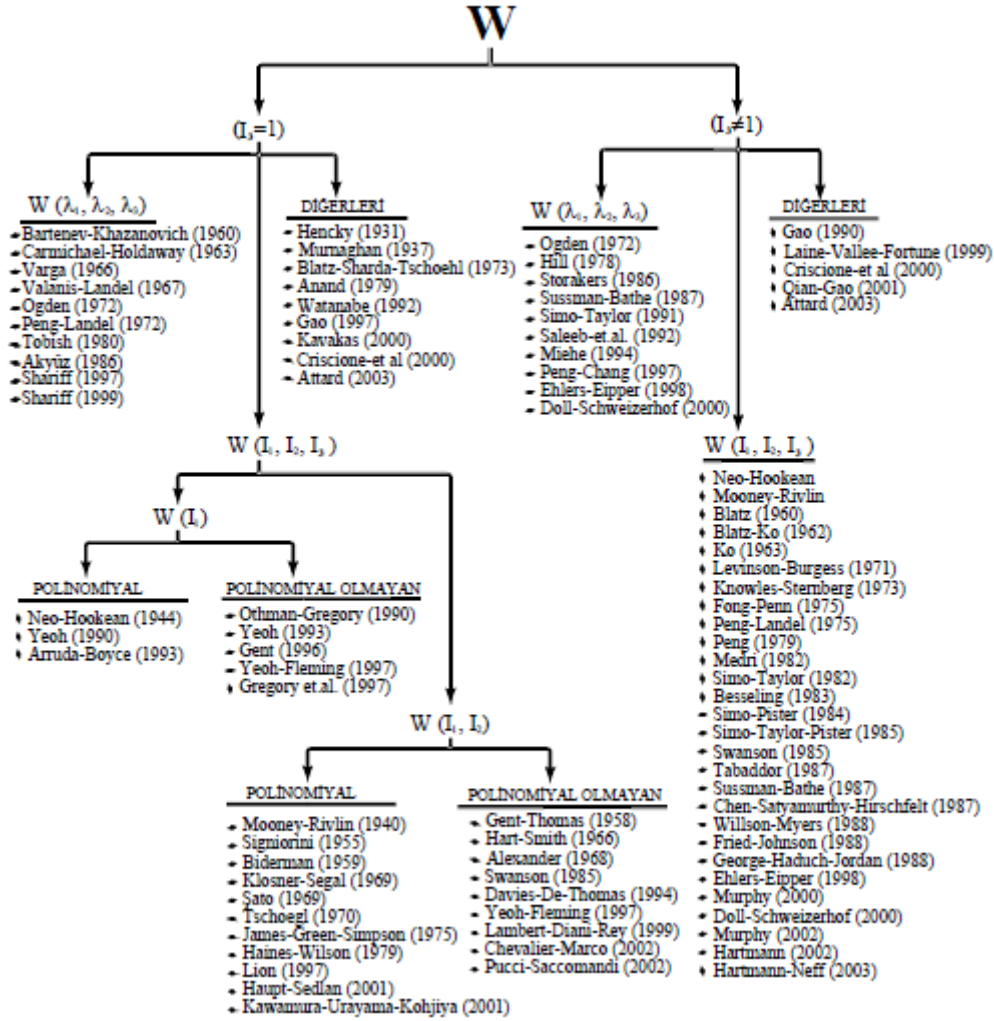 W
(I₃=1)
(I₃≠1)
W (λ₁, λ₂, λ₃)
Bartenev-Khazanovich (1960)
Carmichael-Holdaway (1963)
Varga (1966)
Valanis-Landel (1967)
Ogden (1972)
Peng-Landel (1972)
Tobish (1980)
Akyüz (1986)
Shariff (1997)
Shariff (1999)
DİĞERLERİ
Hencky (1931)
Murnaghan (1937)
Blatz-Sharda-Tschoehl (1973)
Anand (1979)
Watanabe (1992)
Gao (1997)
Kavakas (2000)
Criscione-et al (2000)
Attard (2003)
W (λ₁, λ₂, λ₃)
Ogden (1972)
Hill (1978)
Storakers (1986)
Sussman-Bathe (1987)
Simo-Taylor (1991)
Saleeb-et.al. (1992)
Miehe (1994)
Peng-Chang (1997)
Ehlers-Eipper (1998)
Doll-Schweizerhof (2000)
DİĞERLERİ
Gao (1990)
Laine-Vallee-Fortune (1999)
Criscione-et al (2000)
Qian-Gao (2001)
Attard (2003)
W (I₁, I₂, I₃ )
W (I₁)
POLİNOMİYAL
Neo-Hookean (1944)
Yeoh (1990)
Arruda-Boyce (1993)
POLİNOMİYAL OLMAYAN
Othman-Gregory (1990)
Yeoh (1993)
Gent (1996)
Yeoh-Fleming (1997)
Gregory et.al. (1997)
W (I₁, I₂)
POLİNOMİYAL
Mooney-Rivlin (1940)
Signiorini (1955)
Biderman (1959)
Klosner-Segal (1969)
Sato (1969)
Tschoegl (1970)
James-Green-Simpson (1975)
Haines-Wilson (1979)
Lion (1997)
Haupt-Sedlan (2001)
Kawamura-Urayama-Kohjiya (2001)
POLİNOMİYAL OLMAYAN
Gent-Thomas (1958)
Hart-Smith (1966)
Alexander (1968)
Swanson (1985)
Davies-De-Thomas (1994)
Yeoh-Fleming (1997)
Lambert-Diani-Rey (1999)
Chevalier-Marco (2002)
Pucci-Saccomandi (2002)
W (I₁, I₂, I₃ )
Neo-Hookean
Mooney-Rivlin
Blatz (1960)
Blatz-Ko (1962)
Ko (1963)
Levinson-Burgess (1971)
Knowles-Sternberg (1973)
Fong-Penn (1975)
Peng-Landel (1975)
Peng (1979)
Medri (1982)
Simo-Taylor (1982)
Besseling (1983)
Simo-Pister (1984)
Simo-Taylor-Pister (1985)
Swanson (1985)
Tabaddor (1987)
Sussman-Bathe (1987)
Chen-Satyamurthy-Hirschfelt (1987)
Willson-Myers (1988)
Fried-Johnson (1988)
George-Haduch-Jordan (1988)
Ehlers-Eipper (1998)
Murphy (2000)
Doll-Schweizerhof (2000)
Murphy (2002)
Hartmann (2002)
Hartmann-Neff (2003)